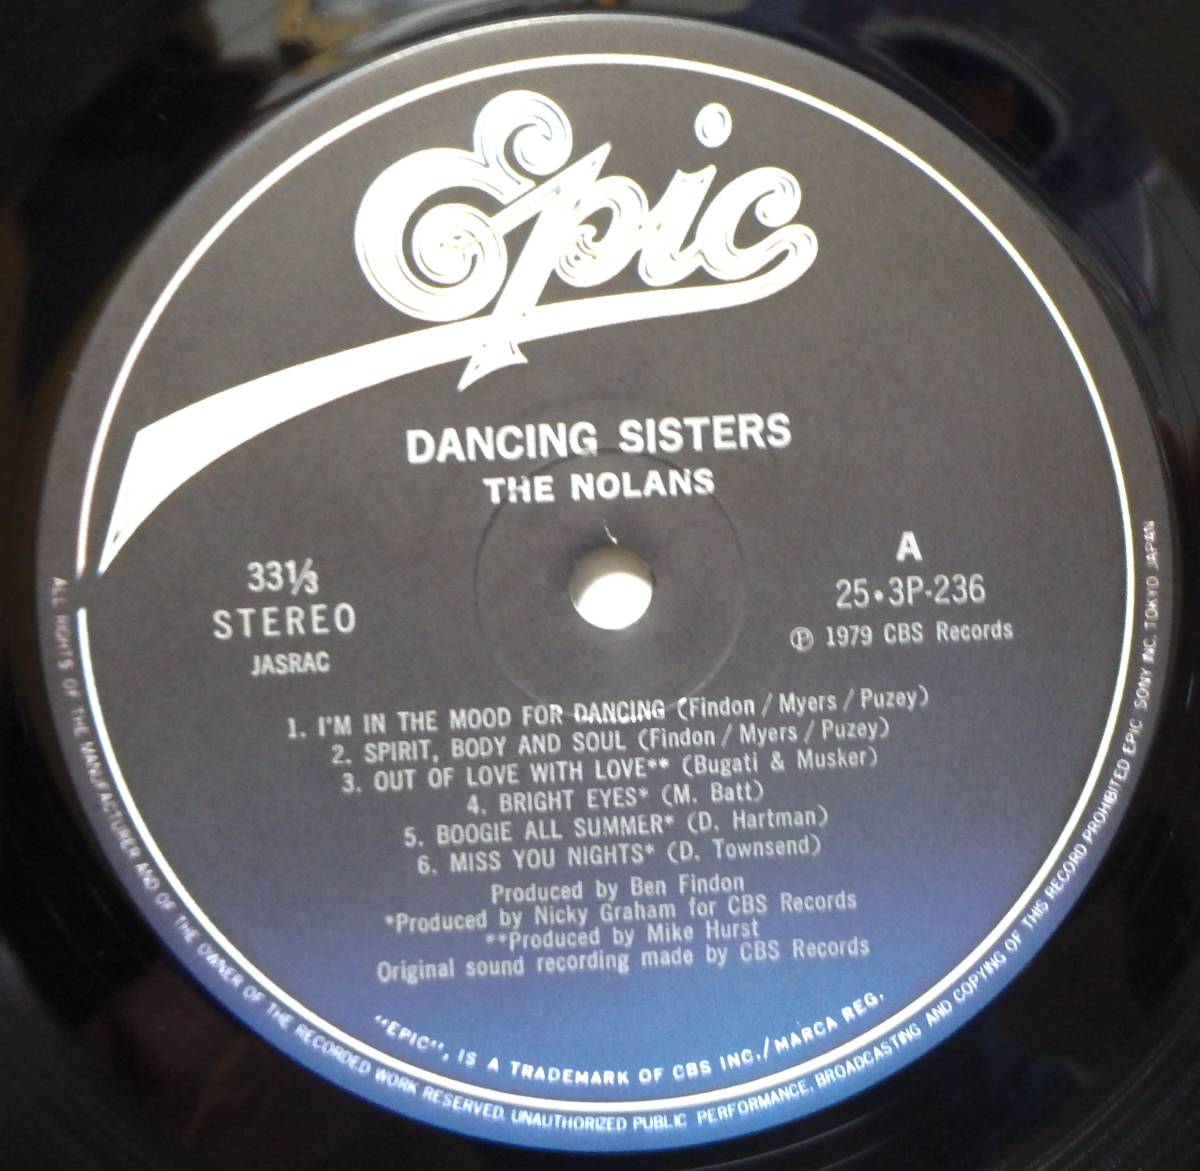 Epic
DANCING SISTERS
THE NOLANS
33⅓
STEREO
JASRAC
A
25•3P-236
℗ 1979 CBS Records
1. I'M IN THE MOOD FOR DANCING (Findon / Myers / Puzey)
2. SPIRIT, BODY AND SOUL (Findon / Myers / Puzey)
3. OUT OF LOVE WITH LOVE** (Bugati & Musker)
4. BRIGHT EYES* (M. Batt)
5. BOOGIE ALL SUMMER* (D. Hartman)
6. MISS YOU NIGHTS* (D. Townsend)
Produced by Ben Findon
*Produced by Nicky Graham for CBS Records
**Produced by Mike Hurst
Original sound recording made by CBS Records
"EPIC", IS A TRADEMARK OF CBS INC./MARCA REG.
ALL RIGHTS OF THE MANUFACTURER AND OF THE OWNER OF THE RECORDED WORK RESERVED. UNAUTHORIZED PUBLIC PERFORMANCE, BROADCASTING AND COPYING OF THIS RECORD PROHIBITED EPIC SONY INC. TOKYO JAPAN